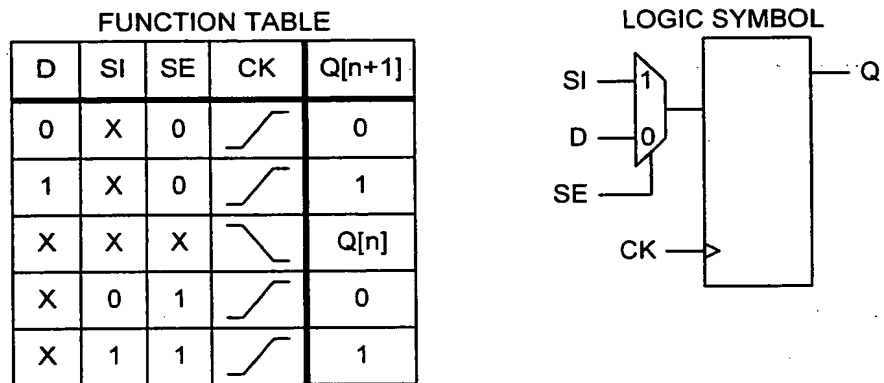 FUNCTION TABLE
D SI SE CK Q[n+1]
0 X 0 0
1 X 0 1
X X X Q[n]
X 0 1 0
X 1 1 1
LOGIC SYMBOL
SI 1 Q
D 0
SE
CK